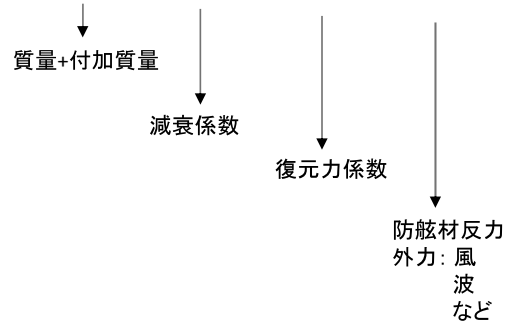 質量+付加質量
減衰係数
復元力係数
防舷材反力
外力: 風
波
など